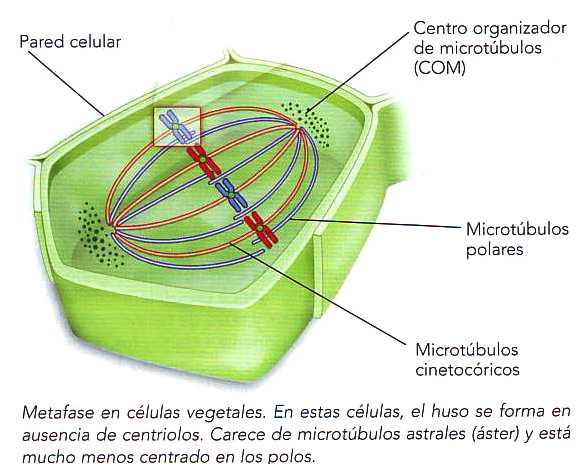 Pared celular
Centro organizador
de microtúbulos
(COM)
Microtúbulos
polares
Microtúbulos
cinetocóricos
Metafase en células vegetales. En estas células, el huso se forma en
ausencia de centriolos. Carece de microtúbulos astrales (áster) y está
mucho menos centrado en los polos.